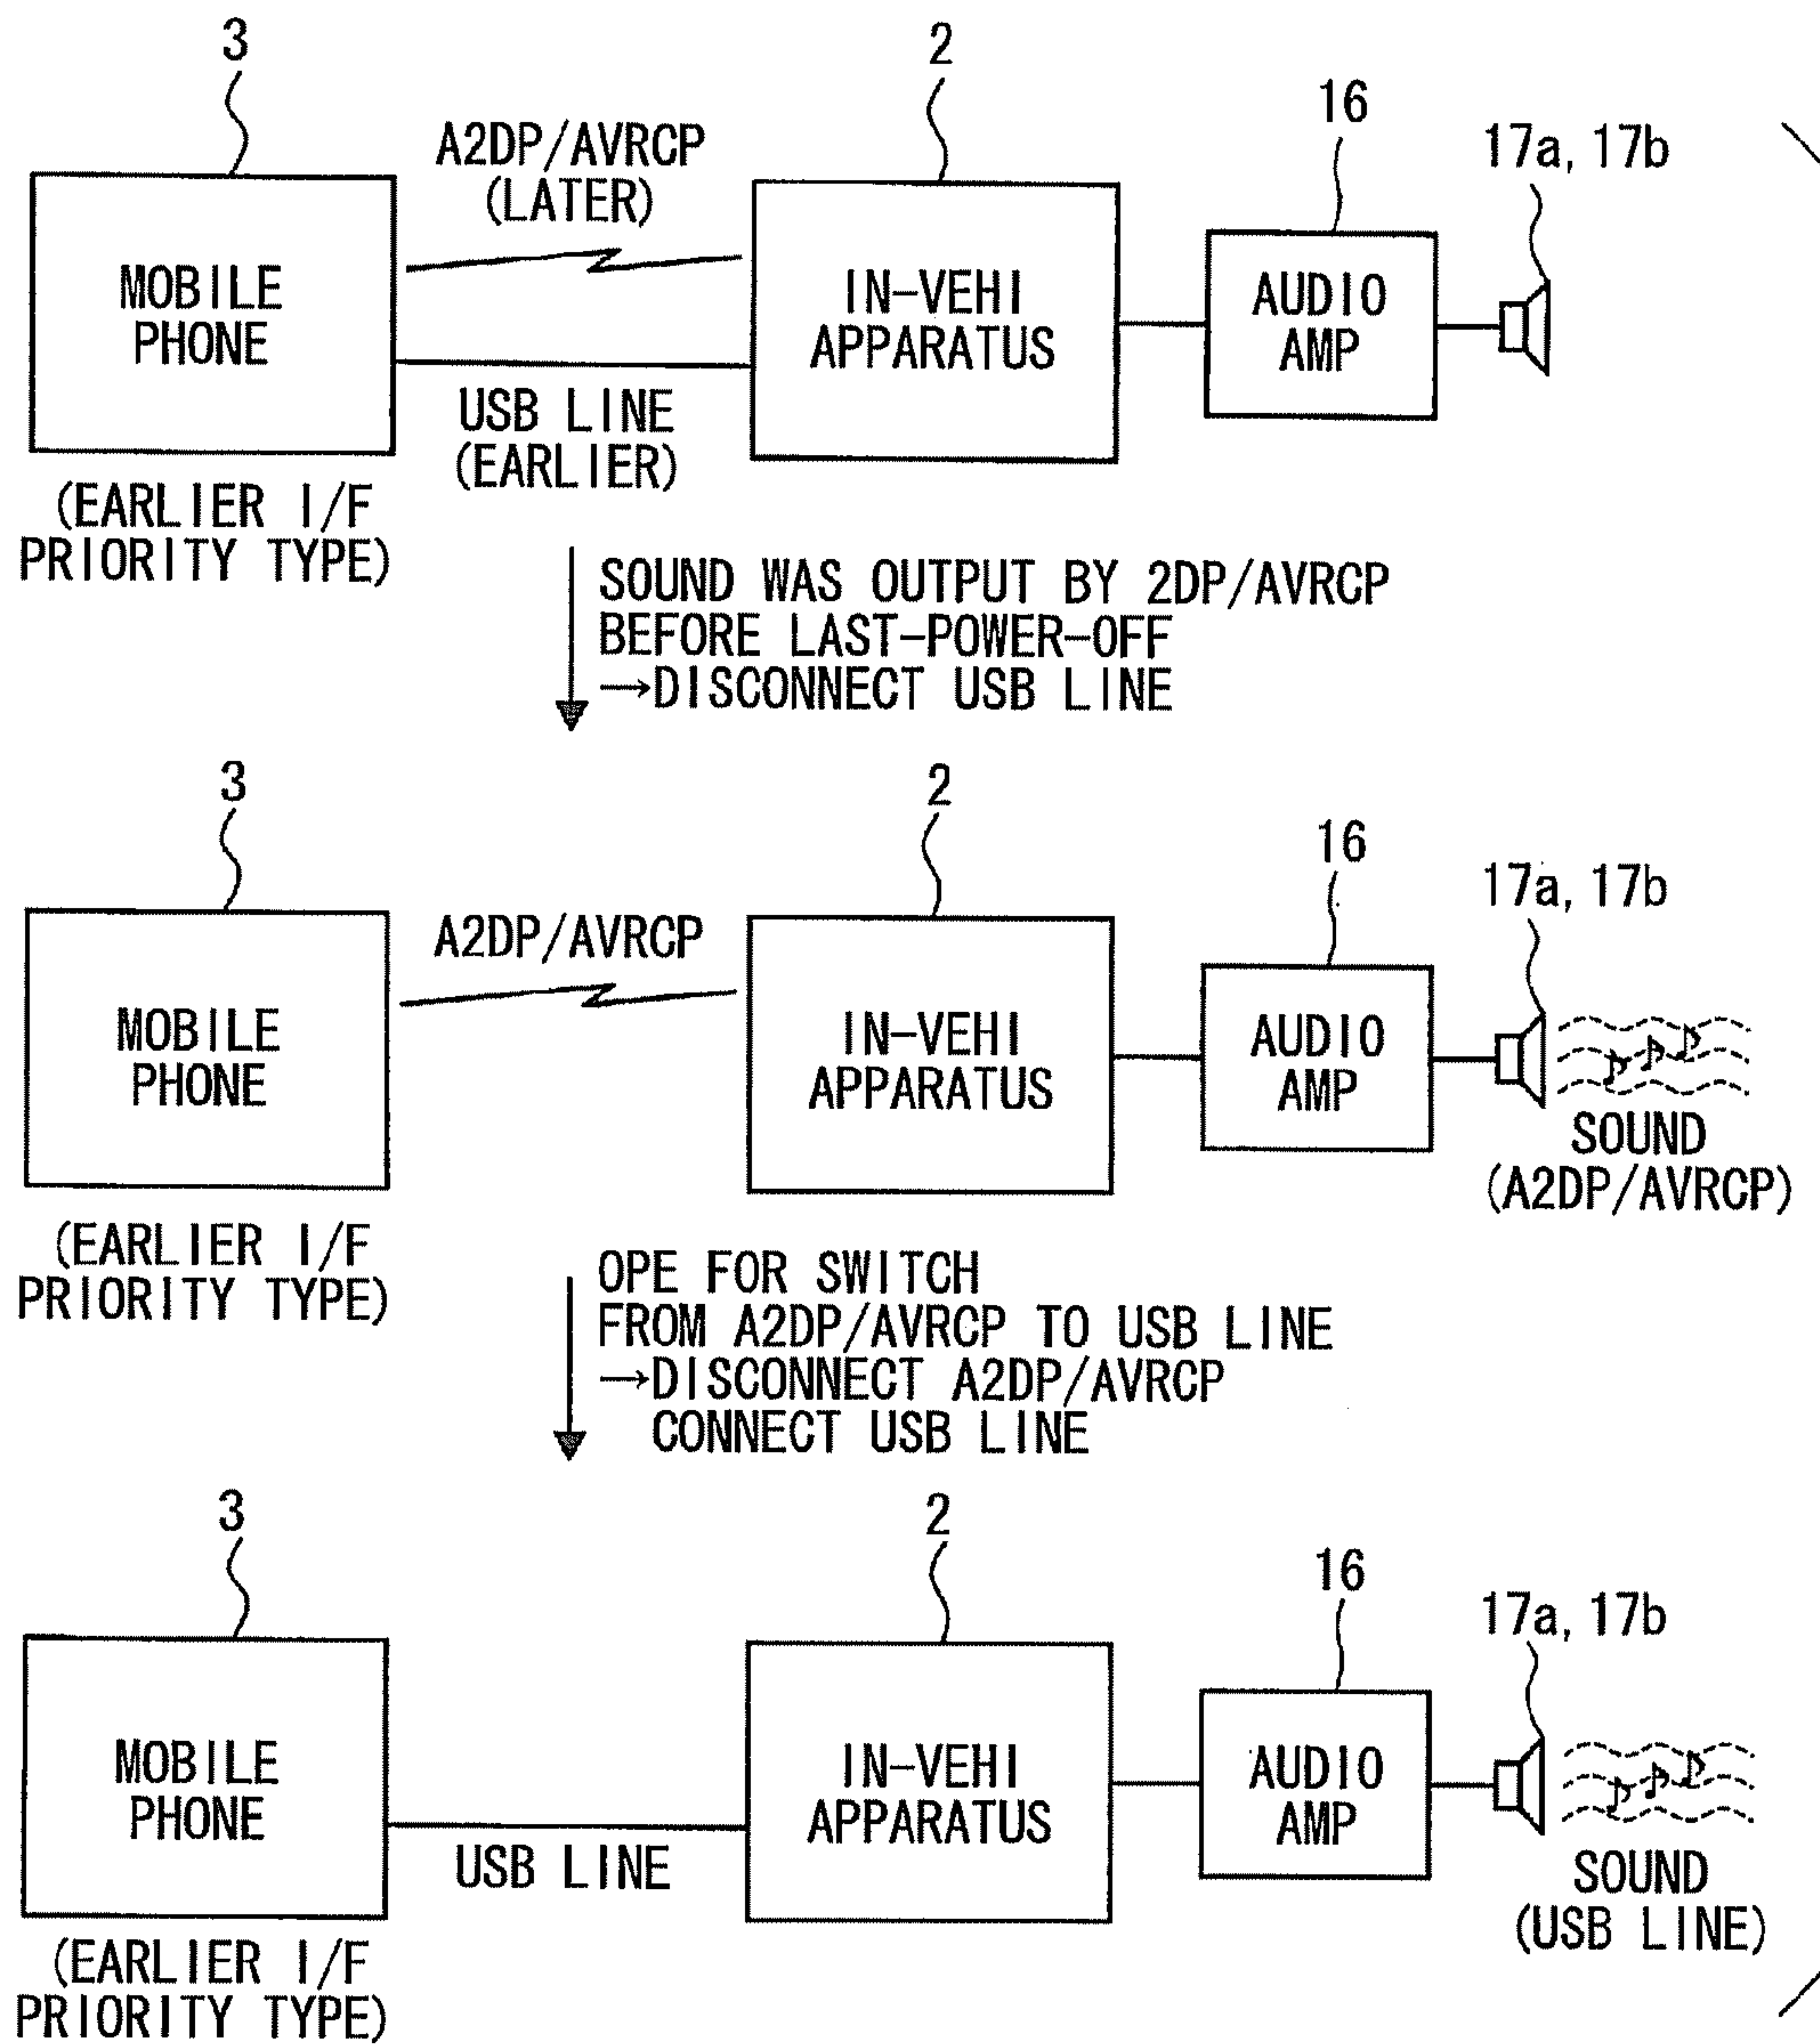 3
2
16
17a, 17b
A2DP/AVRCP
(LATER)
MOBILE
PHONE
IN-VEHI
APPARATUS
AUDIO
AMP
USB LINE
(EARLIER)
(EARLIER I/F
PRIORITY TYPE)
SOUND WAS OUTPUT BY 2DP/AVRCP
BEFORE LAST-POWER-OFF
→DISCONNECT USB LINE
3
2
16
17a, 17b
A2DP/AVRCP
MOBILE
PHONE
IN-VEHI
APPARATUS
AUDIO
AMP
SOUND
(A2DP/AVRCP)
(EARLIER I/F
PRIORITY TYPE)
OPE FOR SWITCH
FROM A2DP/AVRCP TO USB LINE
→DISCONNECT A2DP/AVRCP
CONNECT USB LINE
3
2
16
17a, 17b
MOBILE
PHONE
IN-VEHI
APPARATUS
AUDIO
AMP
USB LINE
SOUND
(USB LINE)
(EARLIER I/F
PRIORITY TYPE)